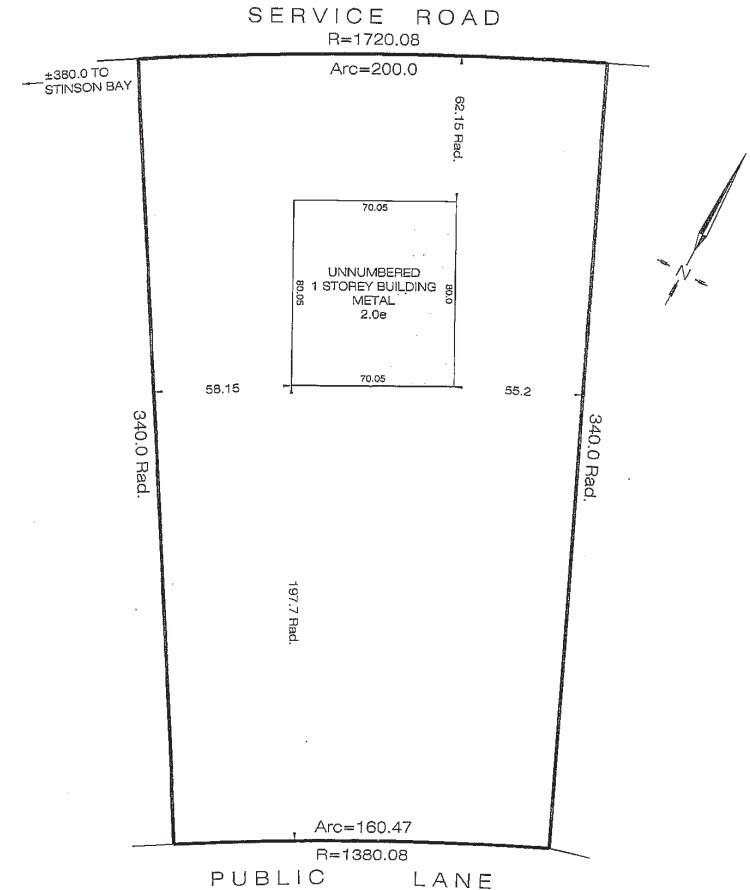 SERVICE ROAD
R=1720.08
Arc=200.0
±380.0 TO
STINSON BAY
62.15 Rad.
70.05
UNNUMBERED
1 STOREY BUILDING
METAL
2.0e
80.05
80.0
70.05
58.15
55.2
340.0 Rad.
340.0 Rad.
N
197.7 Rad.
Arc=160.47
R=1380.08
PUBLIC LANE